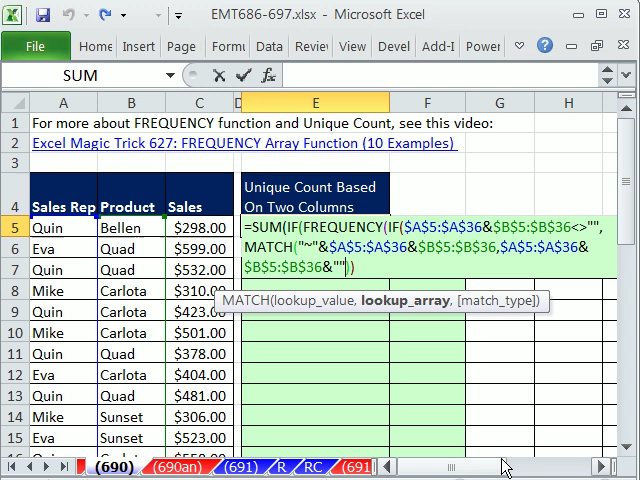 EMT686-697.xlsx - Microsoft Excel
File Home Insert Page Formu Data Revie View Devel Add-I Power
SUM fx
A B C D E F G H
1 For more about FREQUENCY function and Unique Count, see this video:
2 Excel Magic Trick 627: FREQUENCY Array Function (10 Examples)
3
4 Sales Rep Product Sales Unique Count Based On Two Columns
5 Quin Bellen $298.00 =SUM(IF(FREQUENCY(IF($A$5:$A$36&$B$5:$B$36<>"",
6 Eva Quad $599.00 MATCH("~"&$A$5:$A$36&$B$5:$B$36,$A$5:$A$36&
7 Quin Quad $532.00 $B$5:$B$36&""))
8 Mike Carlota $310.00 MATCH(lookup_value, lookup_array, [match_type])
9 Quin Carlota $423.00
10 Mike Carlota $501.00
11 Quin Quad $378.00
12 Eva Carlota $404.00
13 Quin Quad $481.00
14 Mike Sunset $306.00
15 Eva Sunset $523.00
(690) (690an) (691) R RC (691